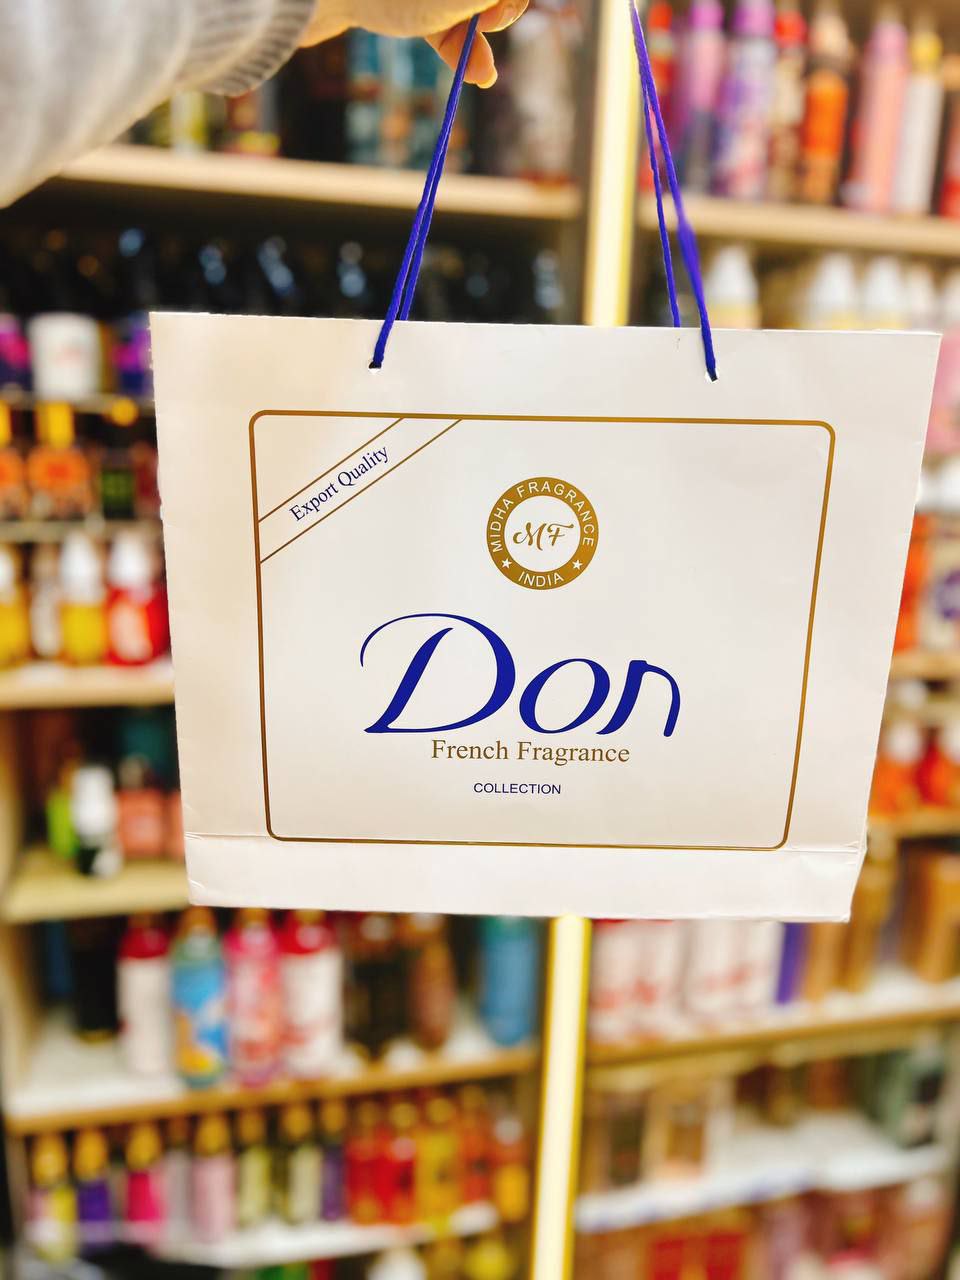 Export Quality
MIDHA FRAGRANCE
MF
INDIA
Don
French Fragrance
COLLECTION